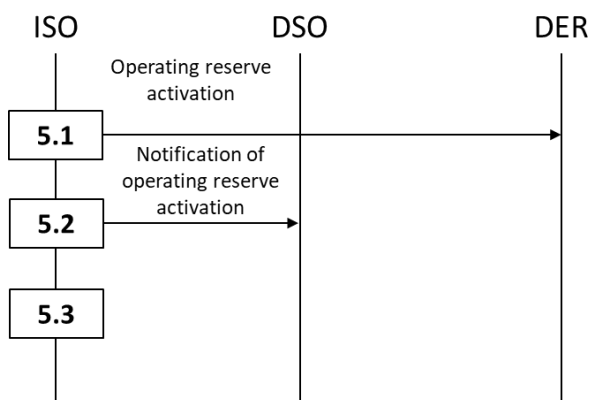 ISO
DSO
DER
Operating reserve
activation
5.1
Notification of
operating reserve
activation
5.2
5.3